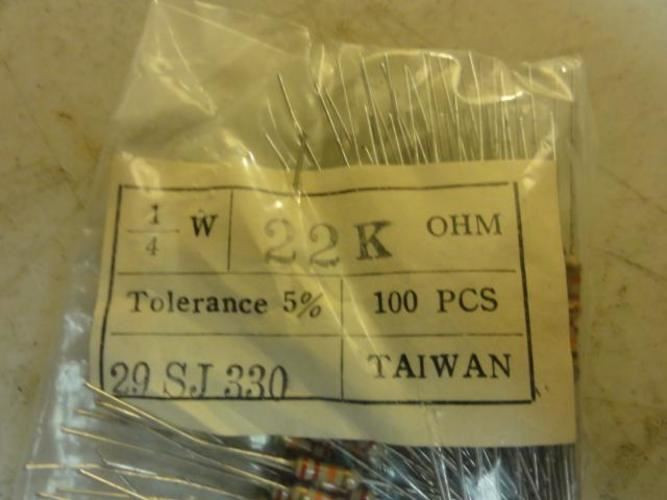 1/4 W 22K OHM
Tolerance 5% 100 PCS
29 SJ 330 TAIWAN